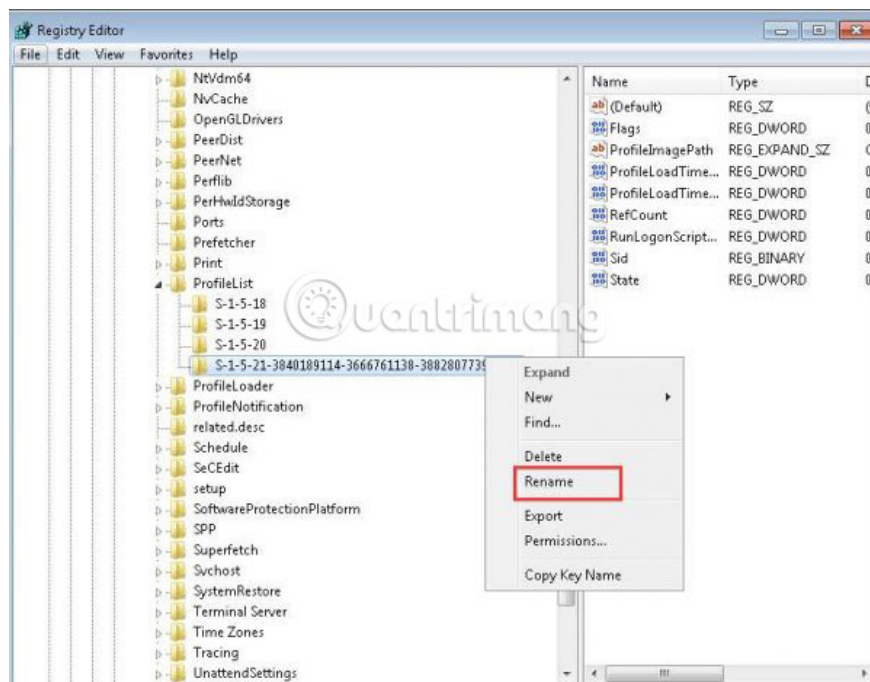 Registry Editor
File Edit View Favorites Help
NtVdm64
NvCache
OpenGLDrivers
PeerDist
PeerNet
Perflib
PerHwIdStorage
Ports
Prefetcher
Print
ProfileList
S-1-5-18
S-1-5-19
S-1-5-20
S-1-5-21-3840189114-3666761138-3882807739
ProfileLoader
ProfileNotification
related.desc
Schedule
SeCEdit
setup
SoftwareProtectionPlatform
SPP
Superfetch
Svchost
SystemRestore
Terminal Server
Time Zones
Tracing
UnattendSettings
Quantrimang
Expand
New
Find...
Delete
Rename
Export
Permissions...
Copy Key Name
Name Type
(Default) REG_SZ
Flags REG_DWORD
ProfileImagePath REG_EXPAND_SZ
ProfileLoadTime... REG_DWORD
ProfileLoadTime... REG_DWORD
RefCount REG_DWORD
RunLogonScript... REG_DWORD
Sid REG_BINARY
State REG_DWORD